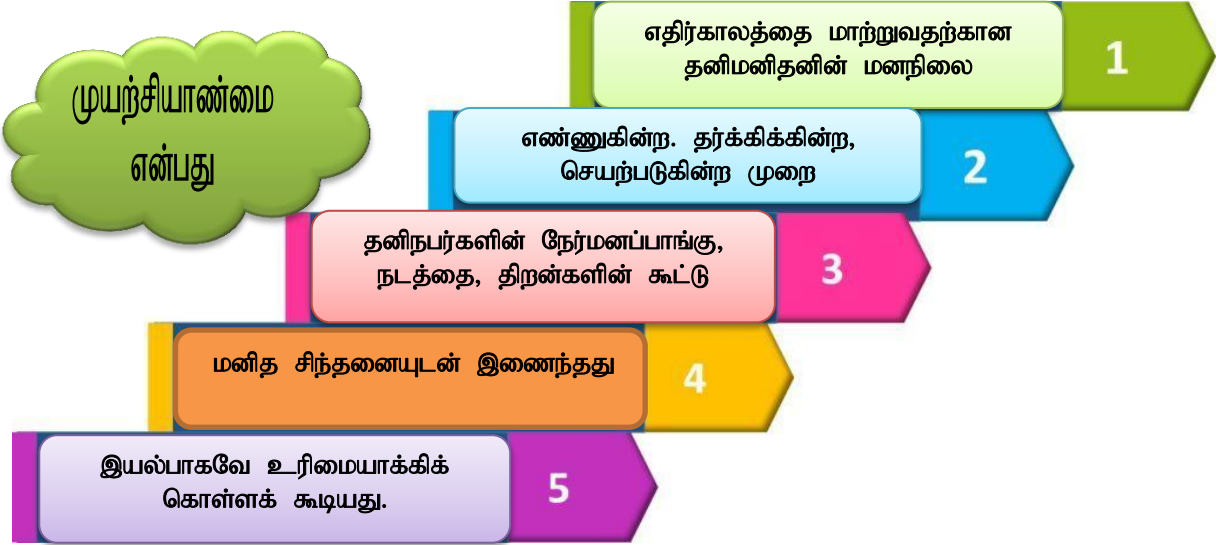 முயற்சியாண்மை
என்பது
எதிர்காலத்தை மாற்றுவதற்கான
தனிமனிதனின் மனநிலை
1
எண்ணுகின்ற. தர்க்கிக்கின்ற,
செயற்படுகின்ற முறை
2
தனிநபர்களின் நேர்மனப்பாங்கு,
நடத்தை, திறன்களின் கூட்டு
3
மனித சிந்தனையுடன் இணைந்தது
4
இயல்பாகவே உரிமையாக்கிக்
கொள்ளக் கூடியது.
5